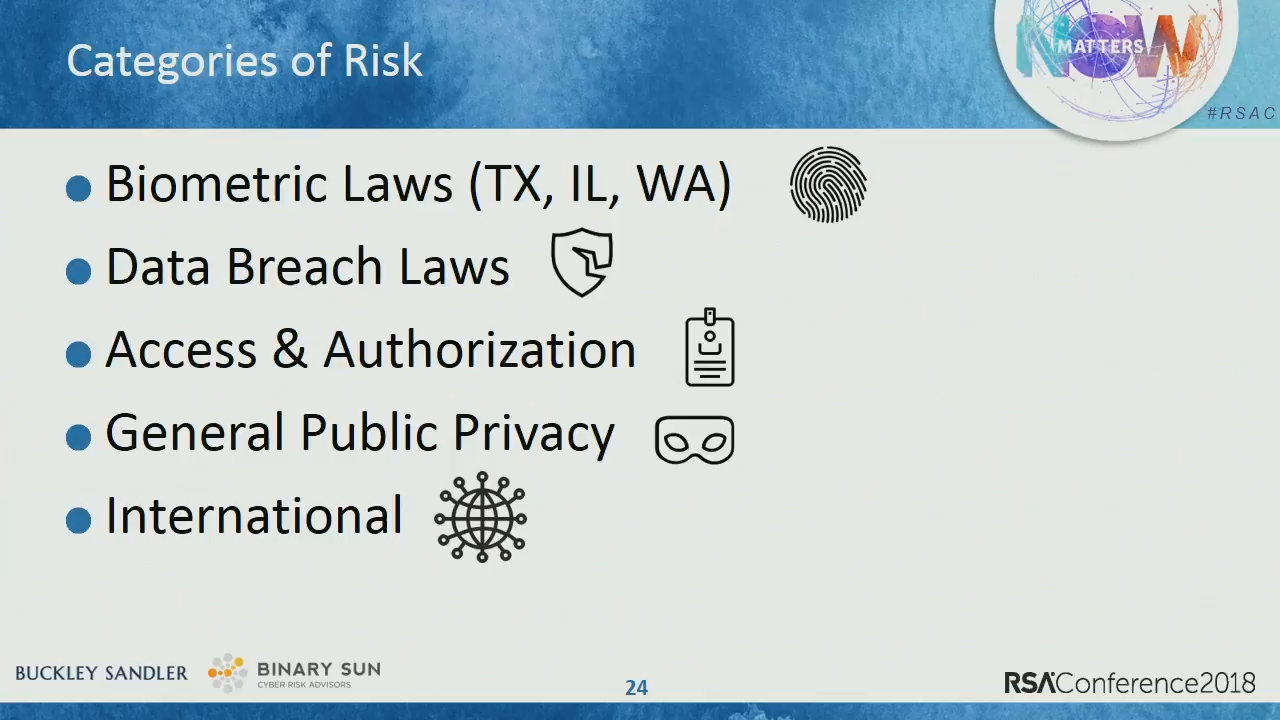 Categories of Risk
NOW
MATTERS
#RSAC
Biometric Laws (TX, IL, WA)
Data Breach Laws
Access & Authorization
General Public Privacy
International
BUCKLEY SANDLER
BINARY SUN
CYBER RISK ADVISORS
24
RSAConference2018